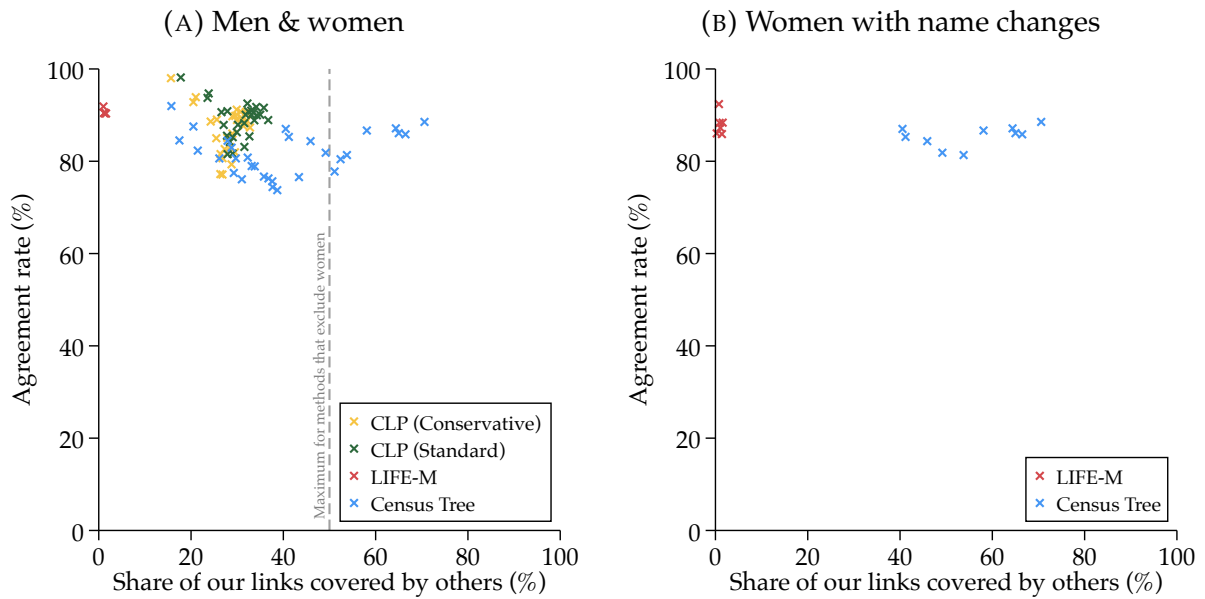 (A) Men & women
100
80
60
40
20
0
0
20
40
60
80
100
Agreement rate (%)
Share of our links covered by others (%)
Maximum for methods that exclude women
CLP (Conservative)
CLP (Standard)
LIFE-M
Census Tree
(B) Women with name changes
100
80
60
40
20
0
0
20
40
60
80
100
Agreement rate (%)
Share of our links covered by others (%)
LIFE-M
Census Tree